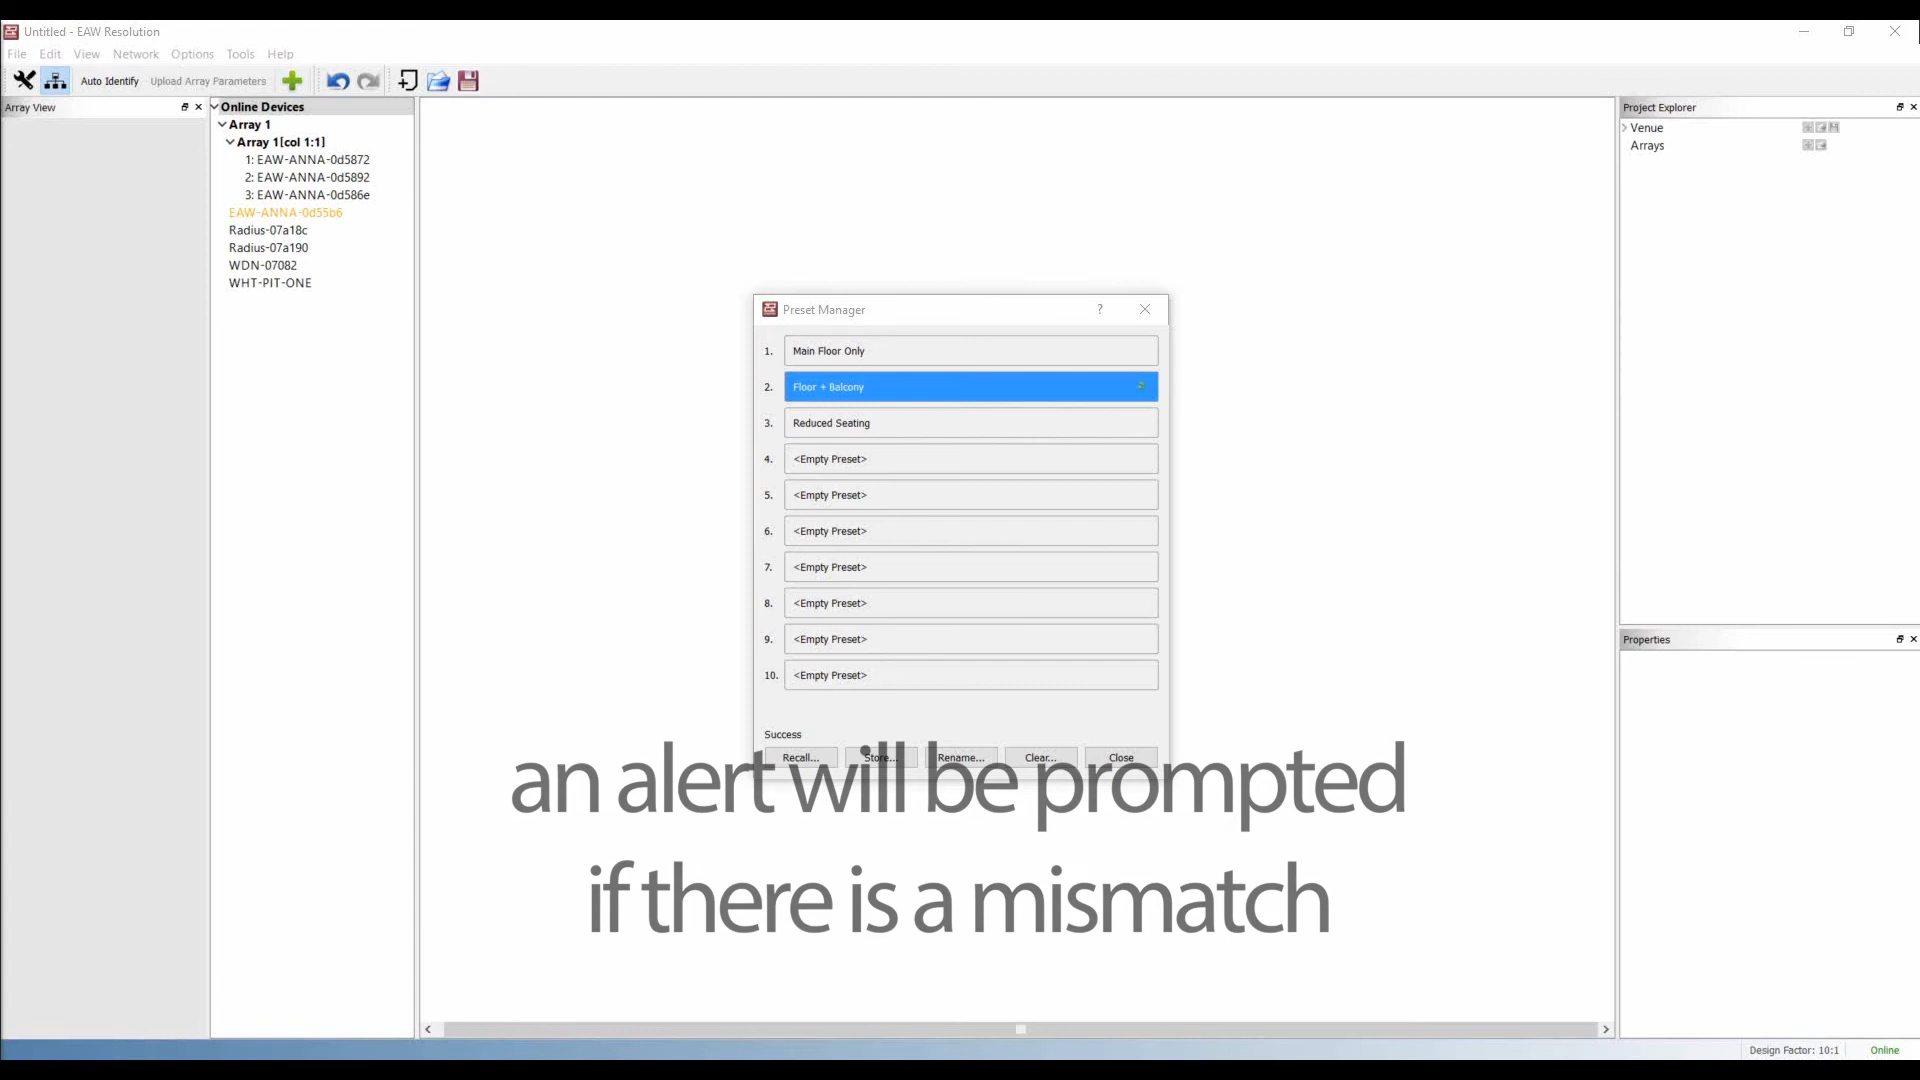 Untitled - EAW Resolution
File Edit View Network Options Tools Help
Auto Identify Upload Array Parameters
Array View
Online Devices
Array 1
Array 1[col 1:1]
1: EAW-ANNA-0d5872
2: EAW-ANNA-0d5892
3: EAW-ANNA-0d586e
EAW-ANNA-0d55b6
Radius-07a18c
Radius-07a190
WDN-07082
WHT-PIT-ONE
Project Explorer
Venue
Arrays
Properties
Preset Manager
1. Main Floor Only
2. Floor + Balcony
3. Reduced Seating
4. <Empty Preset>
5. <Empty Preset>
6. <Empty Preset>
7. <Empty Preset>
8. <Empty Preset>
9. <Empty Preset>
10. <Empty Preset>
Success
Recall... Store... Rename... Clear... Close
an alert will be prompted
if there is a mismatch
Design Factor: 10:1 Online